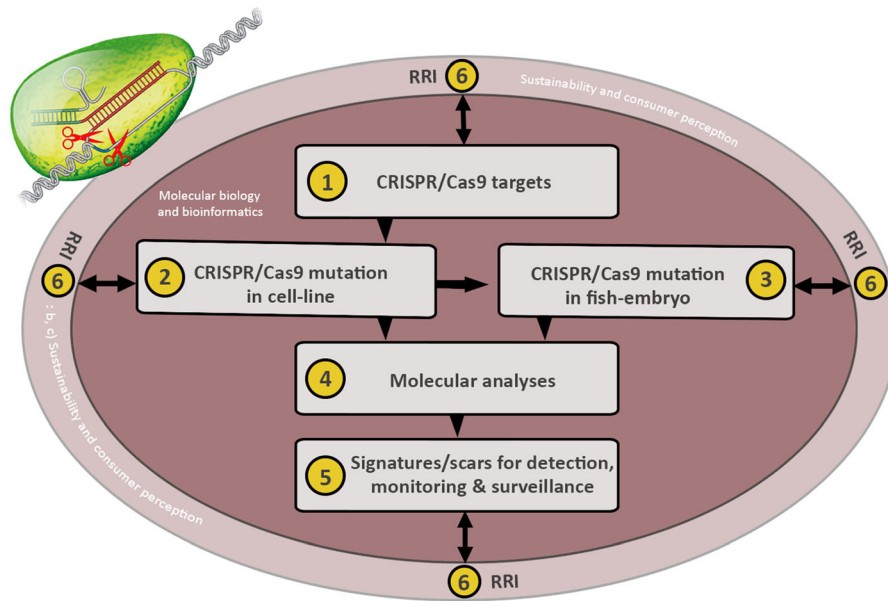 RRI 6
Sustainability and consumer perception
1 CRISPR/Cas9 targets
Molecular biology
and bioinformatics
RRI
6
2 CRISPR/Cas9 mutation
in cell-line
CRISPR/Cas9 mutation 3
in fish-embryo
RRI
6
: b, c) Sustainability and consumer perception
4 Molecular analyses
5 Signatures/scars for detection,
monitoring & surveillance
6 RRI